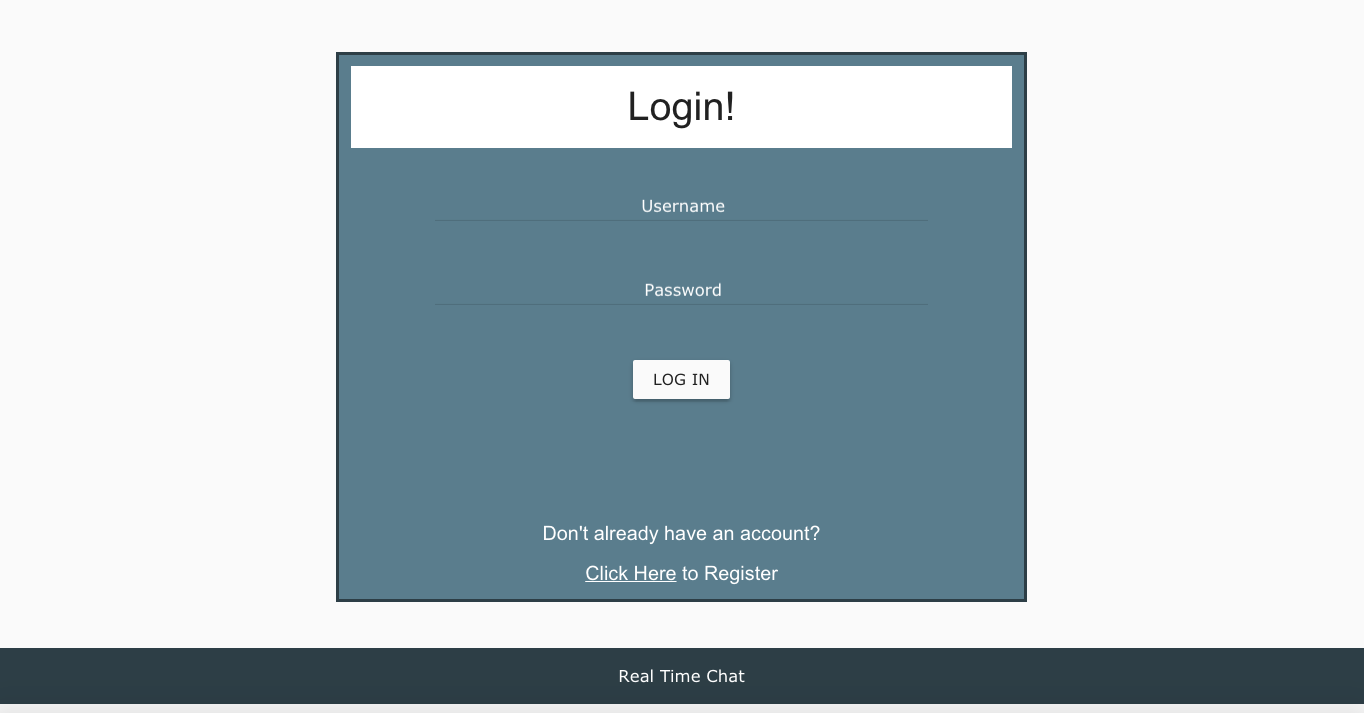 Login!
Username
Password
LOG IN
Don't already have an account?
Click Here to Register
Real Time Chat